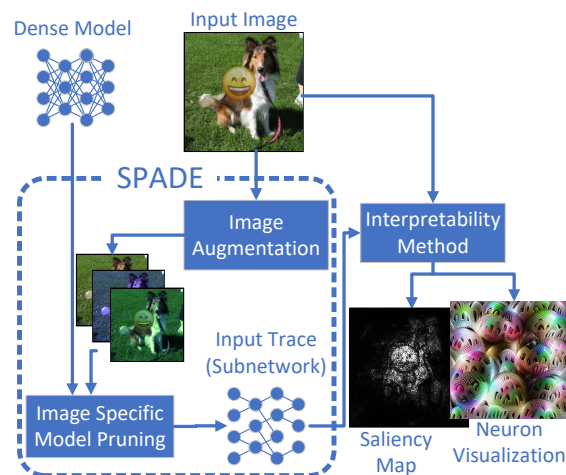 Input Image
Dense Model
SPADE
Image
Augmentation
Interpretability
Method
Input Trace
(Subnetwork)
Image Specific
Model Pruning
Saliency
Map
Neuron
Visualization